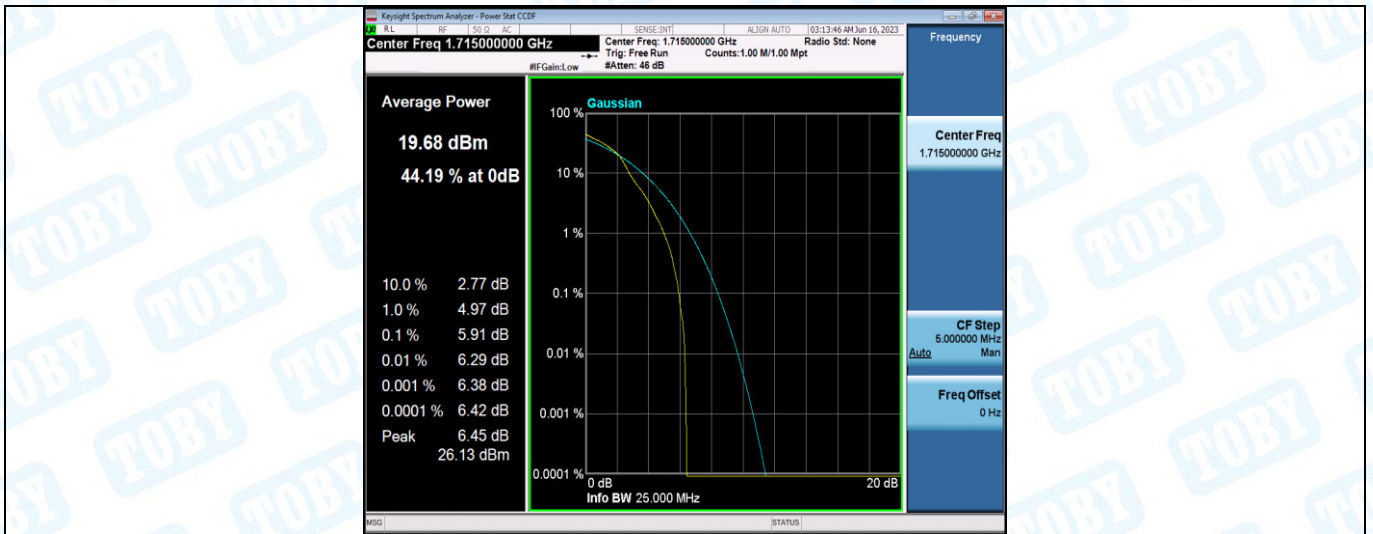 Keysight Spectrum Analyzer - Power Stat CCDF
RL RF 50 Ω AC SENSE:INT ALIGN AUTO 03:13:46 AM Jun 16, 2023
Center Freq 1.715000000 GHz
Center Freq: 1.715000000 GHz Radio Std: None
Trig: Free Run Counts:1.00 M/1.00 Mpt
#IFGain:Low #Atten: 46 dB
Frequency
Average Power
19.68 dBm
44.19 % at 0dB
10.0 % 2.77 dB
1.0 % 4.97 dB
0.1 % 5.91 dB
0.01 % 6.29 dB
0.001 % 6.38 dB
0.0001 % 6.42 dB
Peak 6.45 dB
26.13 dBm
Gaussian
100 %
10 %
1 %
0.1 %
0.01 %
0.001 %
0.0001 %
0 dB 20 dB
Info BW 25.000 MHz
Center Freq
1.715000000 GHz
CF Step
5.000000 MHz
Auto Man
Freq Offset
0 Hz
MSG STATUS
TOBY